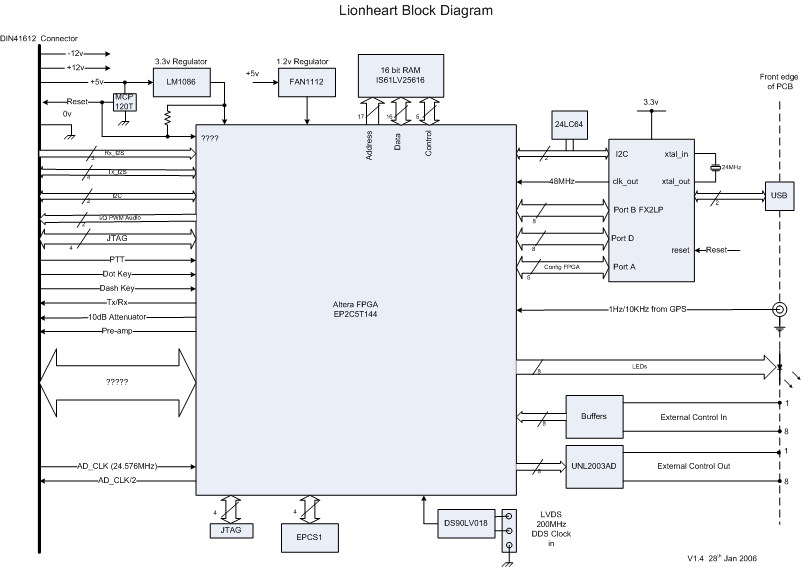 Lionheart Block Diagram
DIN41612 Connector
-12v
+12v
+5v
Reset
0v
MCP
120T
3.3v Regulator
LM1086
+5v
1.2v Regulator
FAN1112
16 bit RAM
IS61LV25616
17
16
5
Address
Data
Control
????
Rx_I2S
3
Tx_I2S
4
I2C
2
I/Q PWM Audio
2
JTAG
4
PTT
Dot Key
Dash Key
Tx/Rx
10dB Attenuator
Pre-amp
?????
AD_CLK (24.576MHz)
AD_CLK/2
Altera FPGA
EP2C5T144
24LC64
3.3v
Front edge
of PCB
2
I2C
xtal_in
24MHz
48MHz
clk_out
xtal_out
8
Port B FX2LP
2
USB
8
Port D
reset
Reset
Config FPGA
5
Port A
1Hz/10KHz from GPS
8
LEDs
8
Buffers
External Control In
1
8
8
UNL2003AD
External Control Out
1
8
4
JTAG
4
EPCS1
DS90LV018
LVDS
200MHz
DDS Clock
in
V1.4 28th Jan 2006